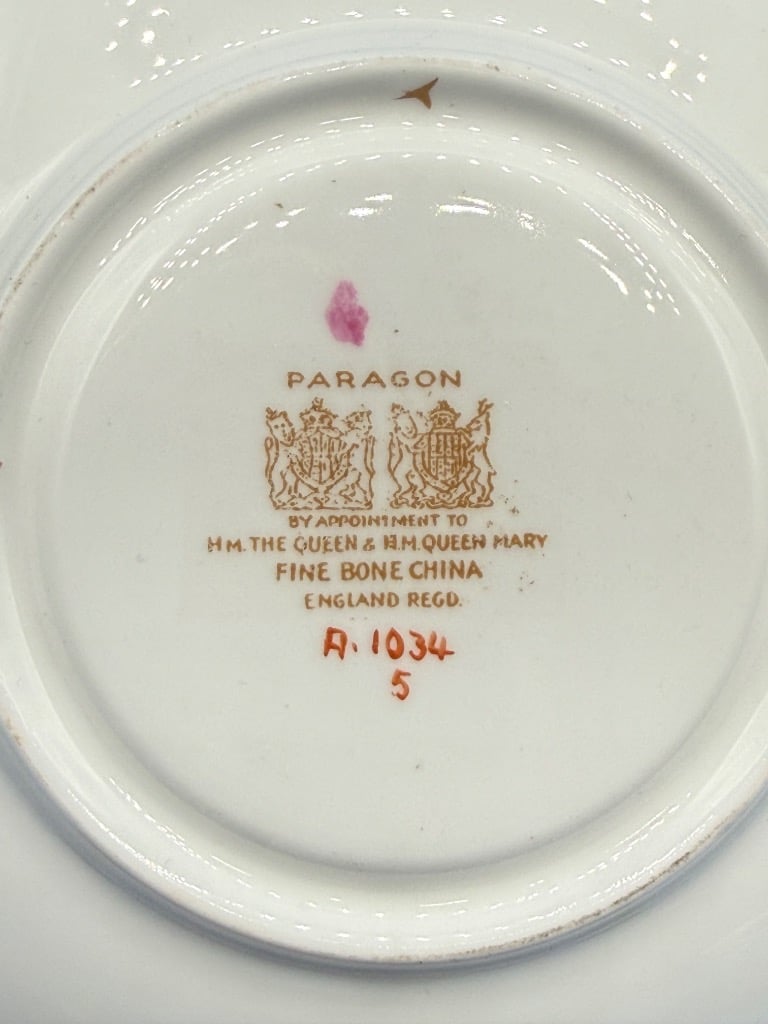 PARAGON
BY APPOINTMENT TO
H.M. THE QUEEN & H.M. QUEEN MARY
FINE BONE CHINA
ENGLAND REGD.
A.1034
5